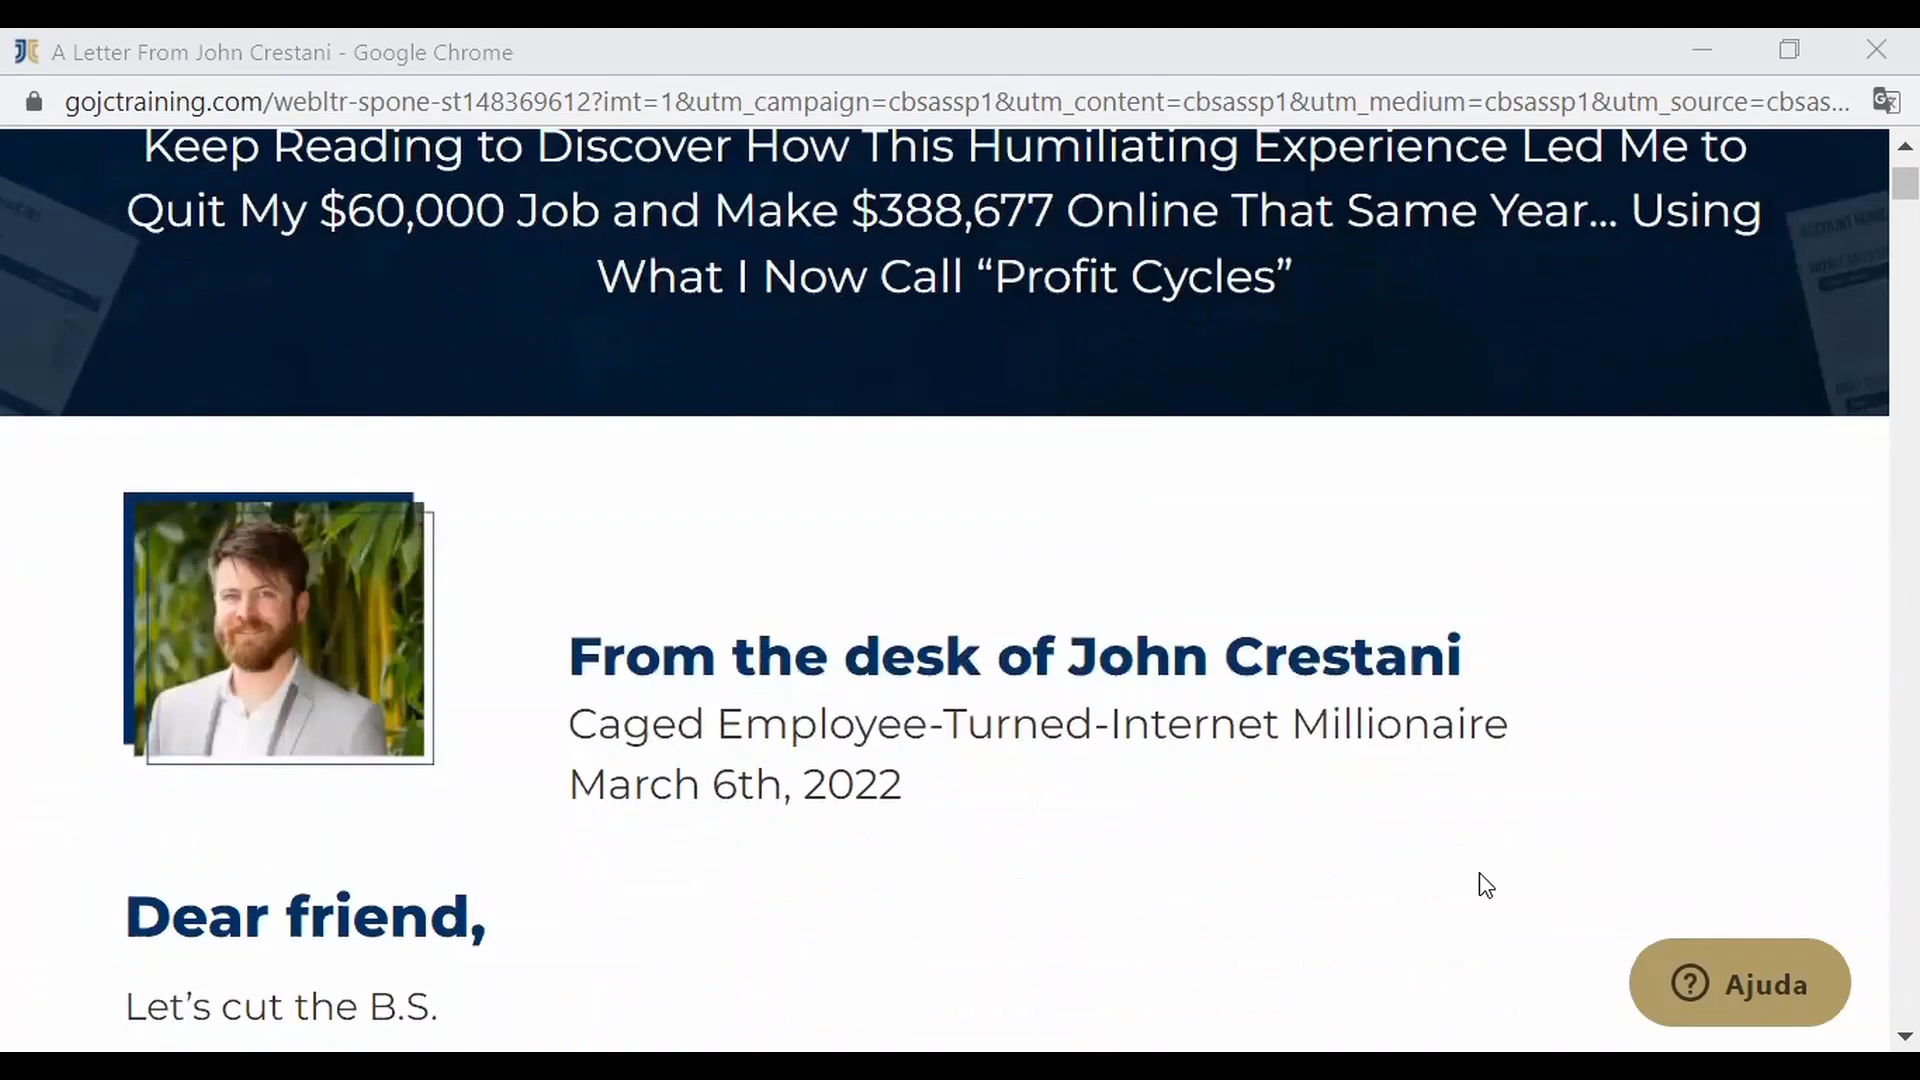 A Letter From John Crestani - Google Chrome
gojctraining.com/webltr-spone-st148369612?imt=1&utm_campaign=cbsassp1&utm_content=cbsassp1&utm_medium=cbsassp1&utm_source=cbsas...
Keep Reading to Discover How This Humiliating Experience Led Me to
Quit My $60,000 Job and Make $388,677 Online That Same Year... Using
What I Now Call “Profit Cycles”
From the desk of John Crestani
Caged Employee-Turned-Internet Millionaire
March 6th, 2022
Dear friend,
Let’s cut the B.S.
Ajuda